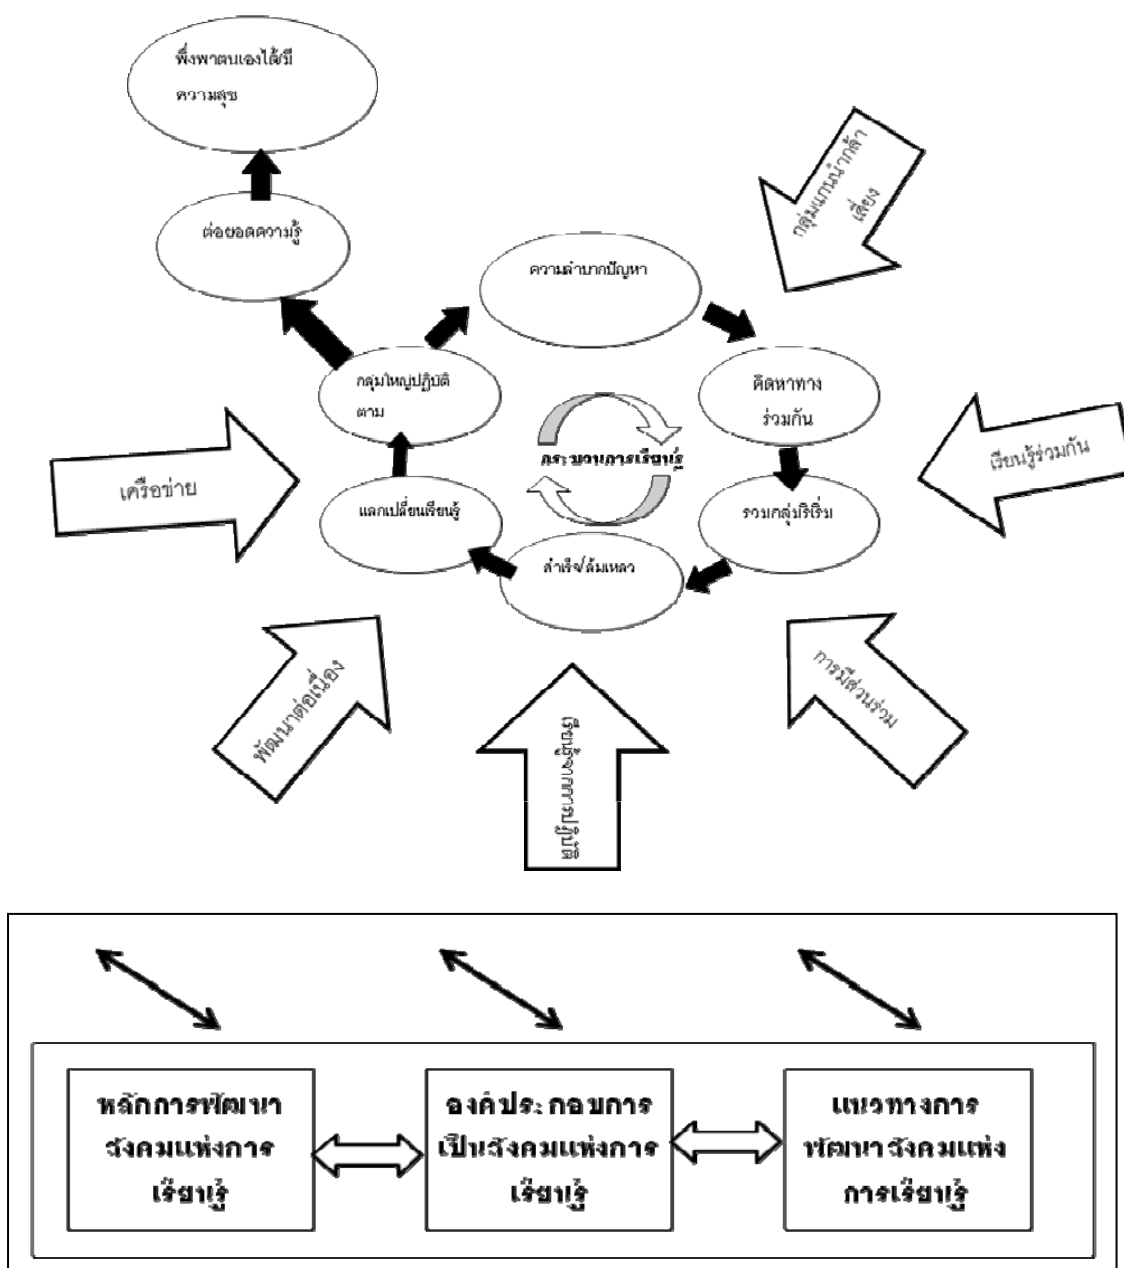 พึ่งพาตนเองได้/มี
ความสุข
ต่อยอดความรู้
กลุ่มแกนนำกล้า
เสี่ยง
ความลำบากปัญหา
กลุ่มใหญ่ปฏิบัติ
ตาม
คิดหาทาง
ร่วมกัน
กระบวนการเรียนรู้
เรียนรู้ร่วมกัน
เครือข่าย
แลกเปลี่ยนเรียนรู้
รวมกลุ่มริเริ่ม
สำเร็จ/ล้มเหลว
พัฒนาต่อเนื่อง
การมีส่วนร่วม
เรียนรู้จากการปฏิบัติ
หลักการพัฒนา
สังคมแห่งการ
เรียนรู้
องค์ประกอบการ
เป็นสังคมแห่งการ
เรียนรู้
แนวทางการ
พัฒนาสังคมแห่ง
การเรียนรู้